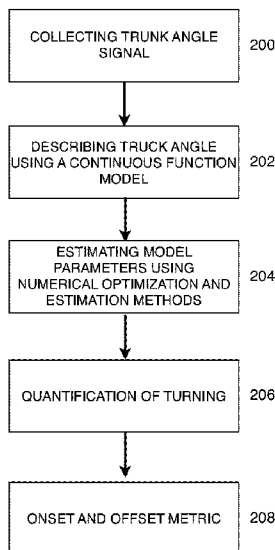 COLLECTING TRUNK ANGLE
SIGNAL
200
DESCRIBING TRUCK ANGLE
USING A CONTINUOUS FUNCTION
MODEL
202
ESTIMATING MODEL
PARAMETERS USING
NUMERICAL OPTIMIZATION AND
ESTIMATION METHODS
204
QUANTIFICATION OF TURNING
206
ONSET AND OFFSET METRIC
208